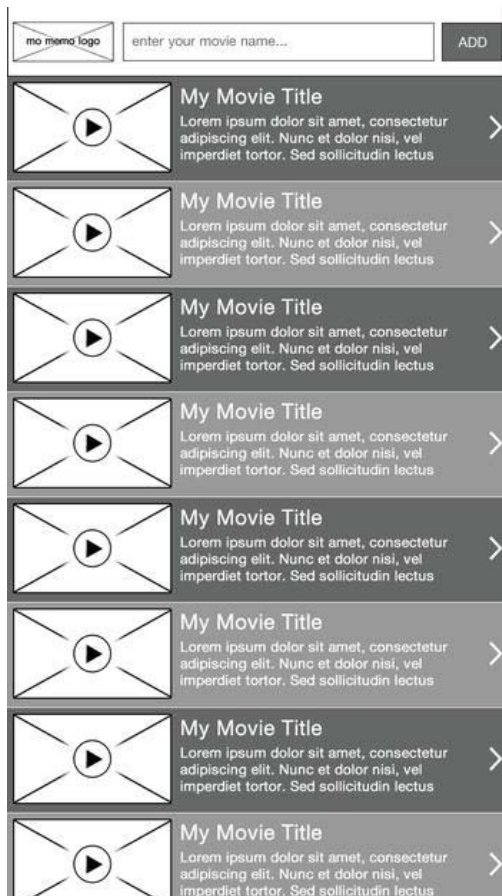 mo memo logo
enter your movie name...
ADD
My Movie Title
Lorem ipsum dolor sit amet, consectetur
adipiscing elit. Nunc et dolor nisi, vel
imperdiet tortor. Sed sollicitudin lectus
My Movie Title
Lorem ipsum dolor sit amet, consectetur
adipiscing elit. Nunc et dolor nisi, vel
imperdiet tortor. Sed sollicitudin lectus
My Movie Title
Lorem ipsum dolor sit amet, consectetur
adipiscing elit. Nunc et dolor nisi, vel
imperdiet tortor. Sed sollicitudin lectus
My Movie Title
Lorem ipsum dolor sit amet, consectetur
adipiscing elit. Nunc et dolor nisi, vel
imperdiet tortor. Sed sollicitudin lectus
My Movie Title
Lorem ipsum dolor sit amet, consectetur
adipiscing elit. Nunc et dolor nisi, vel
imperdiet tortor. Sed sollicitudin lectus
My Movie Title
Lorem ipsum dolor sit amet, consectetur
adipiscing elit. Nunc et dolor nisi, vel
imperdiet tortor. Sed sollicitudin lectus
My Movie Title
Lorem ipsum dolor sit amet, consectetur
adipiscing elit. Nunc et dolor nisi, vel
imperdiet tortor. Sed sollicitudin lectus
My Movie Title
Lorem ipsum dolor sit amet, consectetur
adipiscing elit. Nunc et dolor nisi, vel
imperdiet tortor. Sed sollicitudin lectus